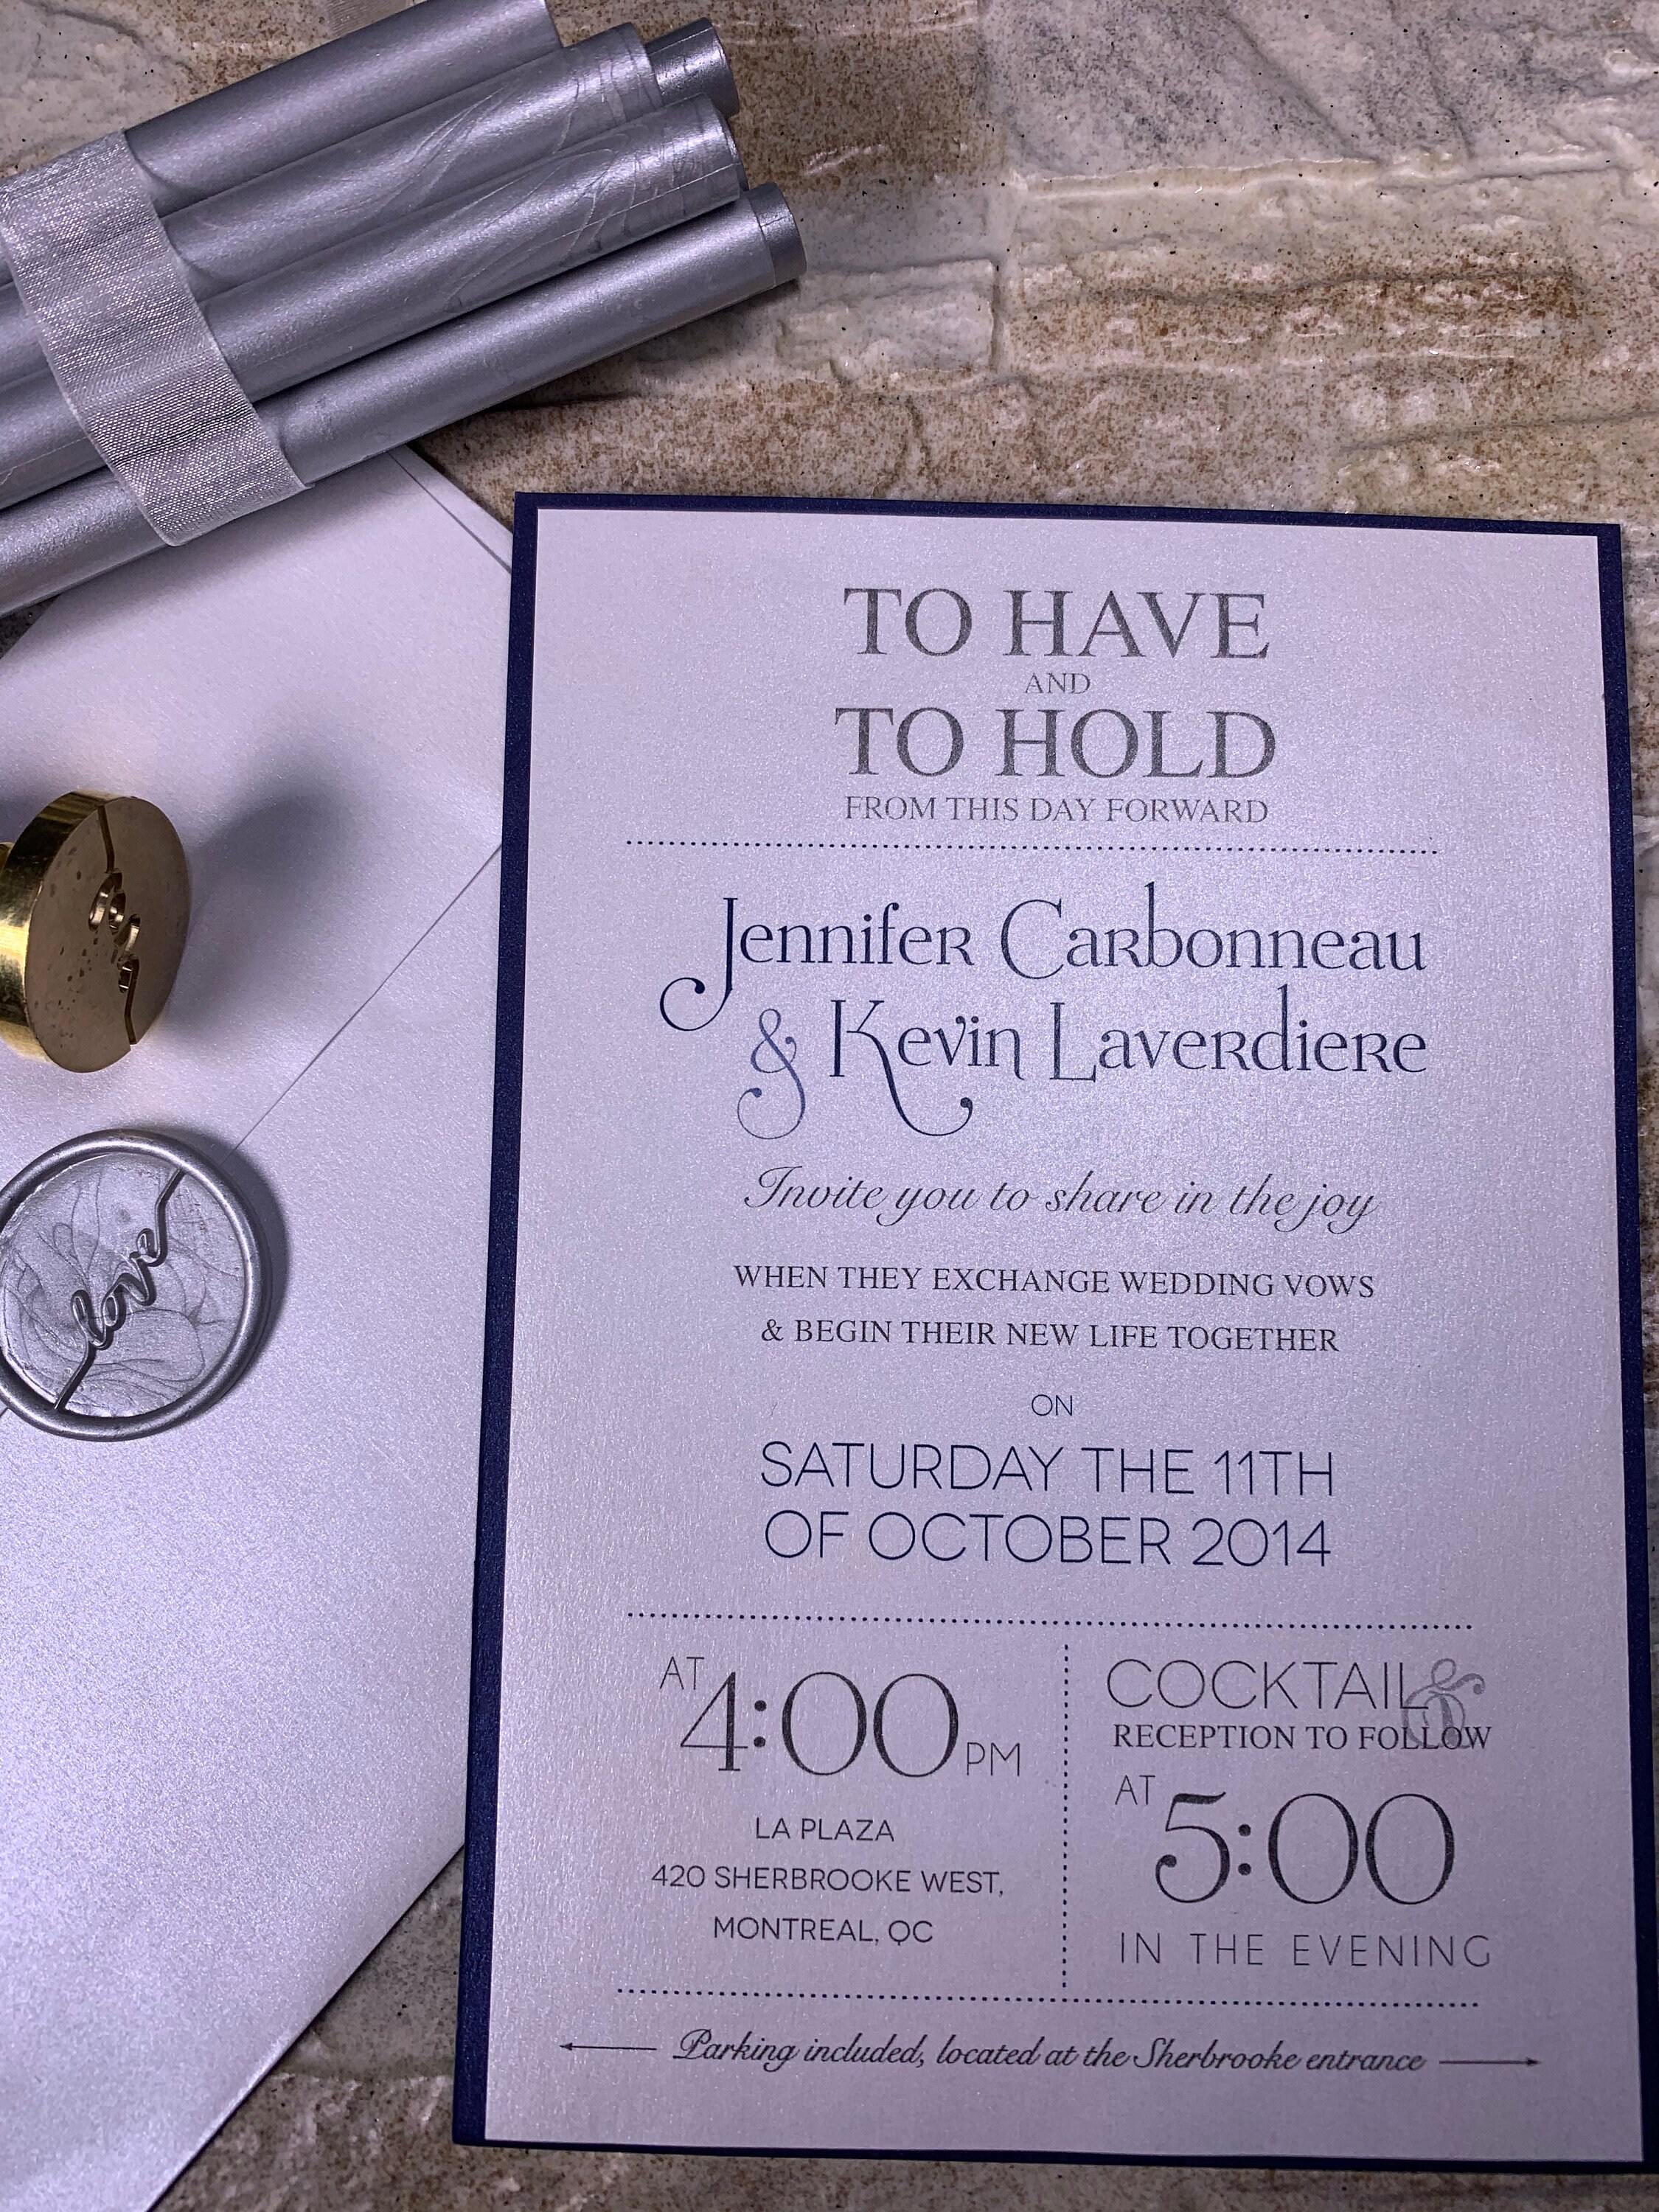 TO HAVE
AND
TO HOLD
FROM THIS DAY FORWARD
Jennifer Carbonneau
& Kevin Laverdiere
Invite you to share in the joy
WHEN THEY EXCHANGE WEDDING VOWS
& BEGIN THEIR NEW LIFE TOGETHER
ON
SATURDAY THE 11TH
OF OCTOBER 2014
AT 4:00 PM
LA PLAZA
420 SHERBROOKE WEST,
MONTREAL, QC
COCKTAIL &
RECEPTION TO FOLLOW
AT 5:00
IN THE EVENING
Parking included, located at the Sherbrooke entrance
love